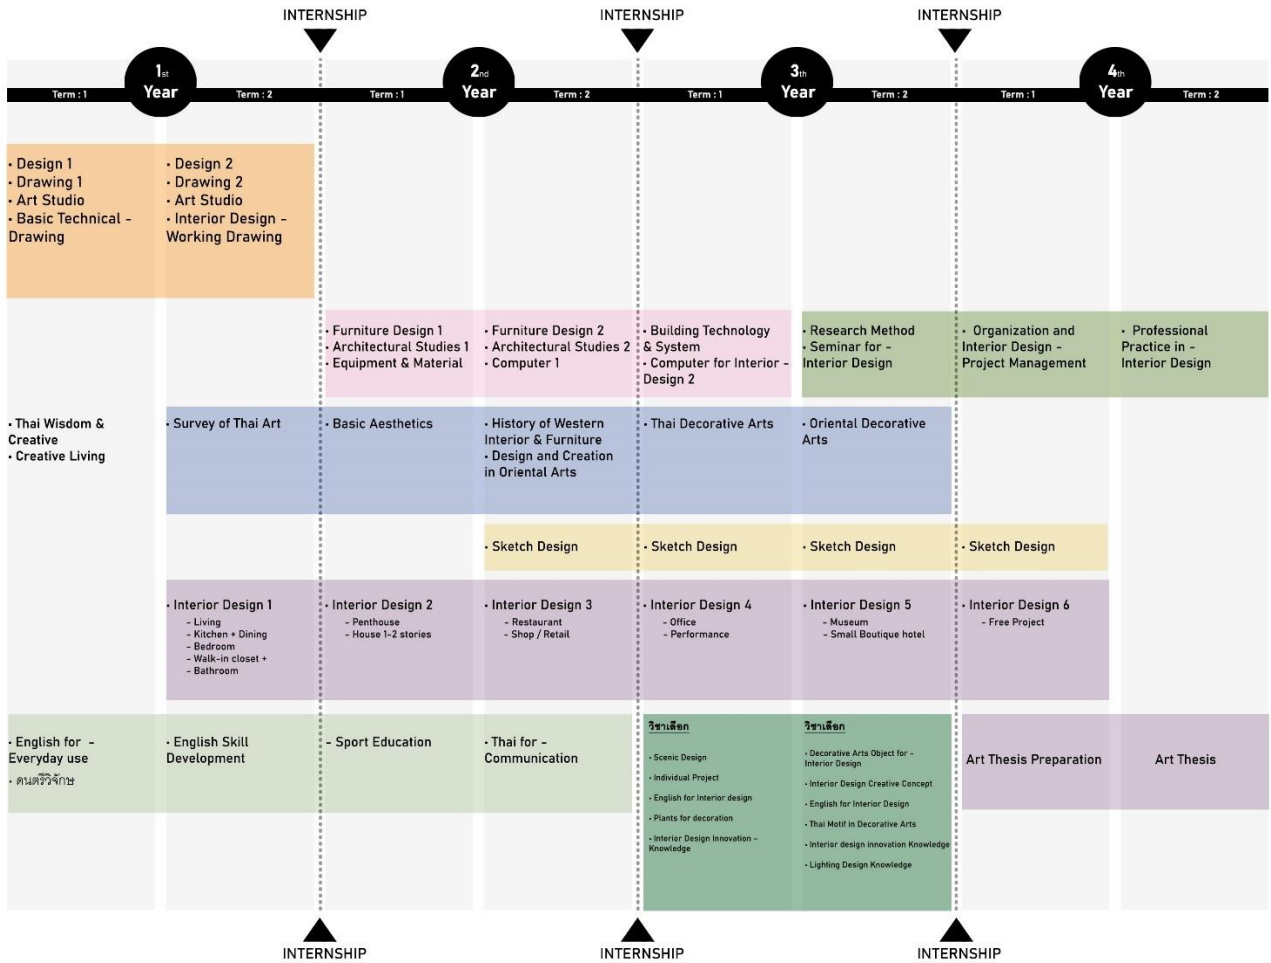 INTERNSHIP INTERNSHIP INTERNSHIP
1st Year 2nd Year 3th Year 4th Year
Term : 1 Term : 2 Term : 1 Term : 2 Term : 1 Term : 2 Term : 1 Term : 2
• Design 1
• Drawing 1
• Art Studio
• Basic Technical -
Drawing
• Design 2
• Drawing 2
• Art Studio
• Interior Design -
Working Drawing
• Furniture Design 1
• Architectural Studies 1
• Equipment & Material
• Furniture Design 2
• Architectural Studies 2
• Computer 1
• Building Technology
& System
• Computer for Interior -
Design 2
• Research Method
• Seminar for -
Interior Design
• Organization and
Interior Design -
Project Management
• Professional
Practice in -
Interior Design
• Thai Wisdom &
Creative
• Creative Living
• Survey of Thai Art
• Basic Aesthetics
• History of Western
Interior & Furniture
• Design and Creation
in Oriental Arts
• Thai Decorative Arts
• Oriental Decorative
Arts
• Sketch Design
• Sketch Design
• Sketch Design
• Sketch Design
• Interior Design 1
- Living
- Kitchen + Dining
- Bedroom
- Walk-in closet +
- Bathroom
• Interior Design 2
- Penthouse
- House 1-2 stories
• Interior Design 3
- Restaurant
- Shop / Retail
• Interior Design 4
- Office
- Performance
• Interior Design 5
- Museum
- Small Boutique hotel
• Interior Design 6
- Free Project
• English for -
Everyday use
• ดนตรีวิจักษ
• English Skill
Development
- Sport Education
• Thai for -
Communication
วิชาเลือก
• Scenic Design
• Individual Project
• English for Interior design
• Plants for decoration
• Interior Design Innovation -
Knowledge
วิชาเลือก
• Decorative Arts Object for -
Interior Design
• Interior Design Creative Concept
• English for Interior Design
• Thai Motif in Decorative Arts
• Interior design innovation Knowledge
• Lighting Design Knowledge
Art Thesis Preparation
Art Thesis
INTERNSHIP INTERNSHIP INTERNSHIP